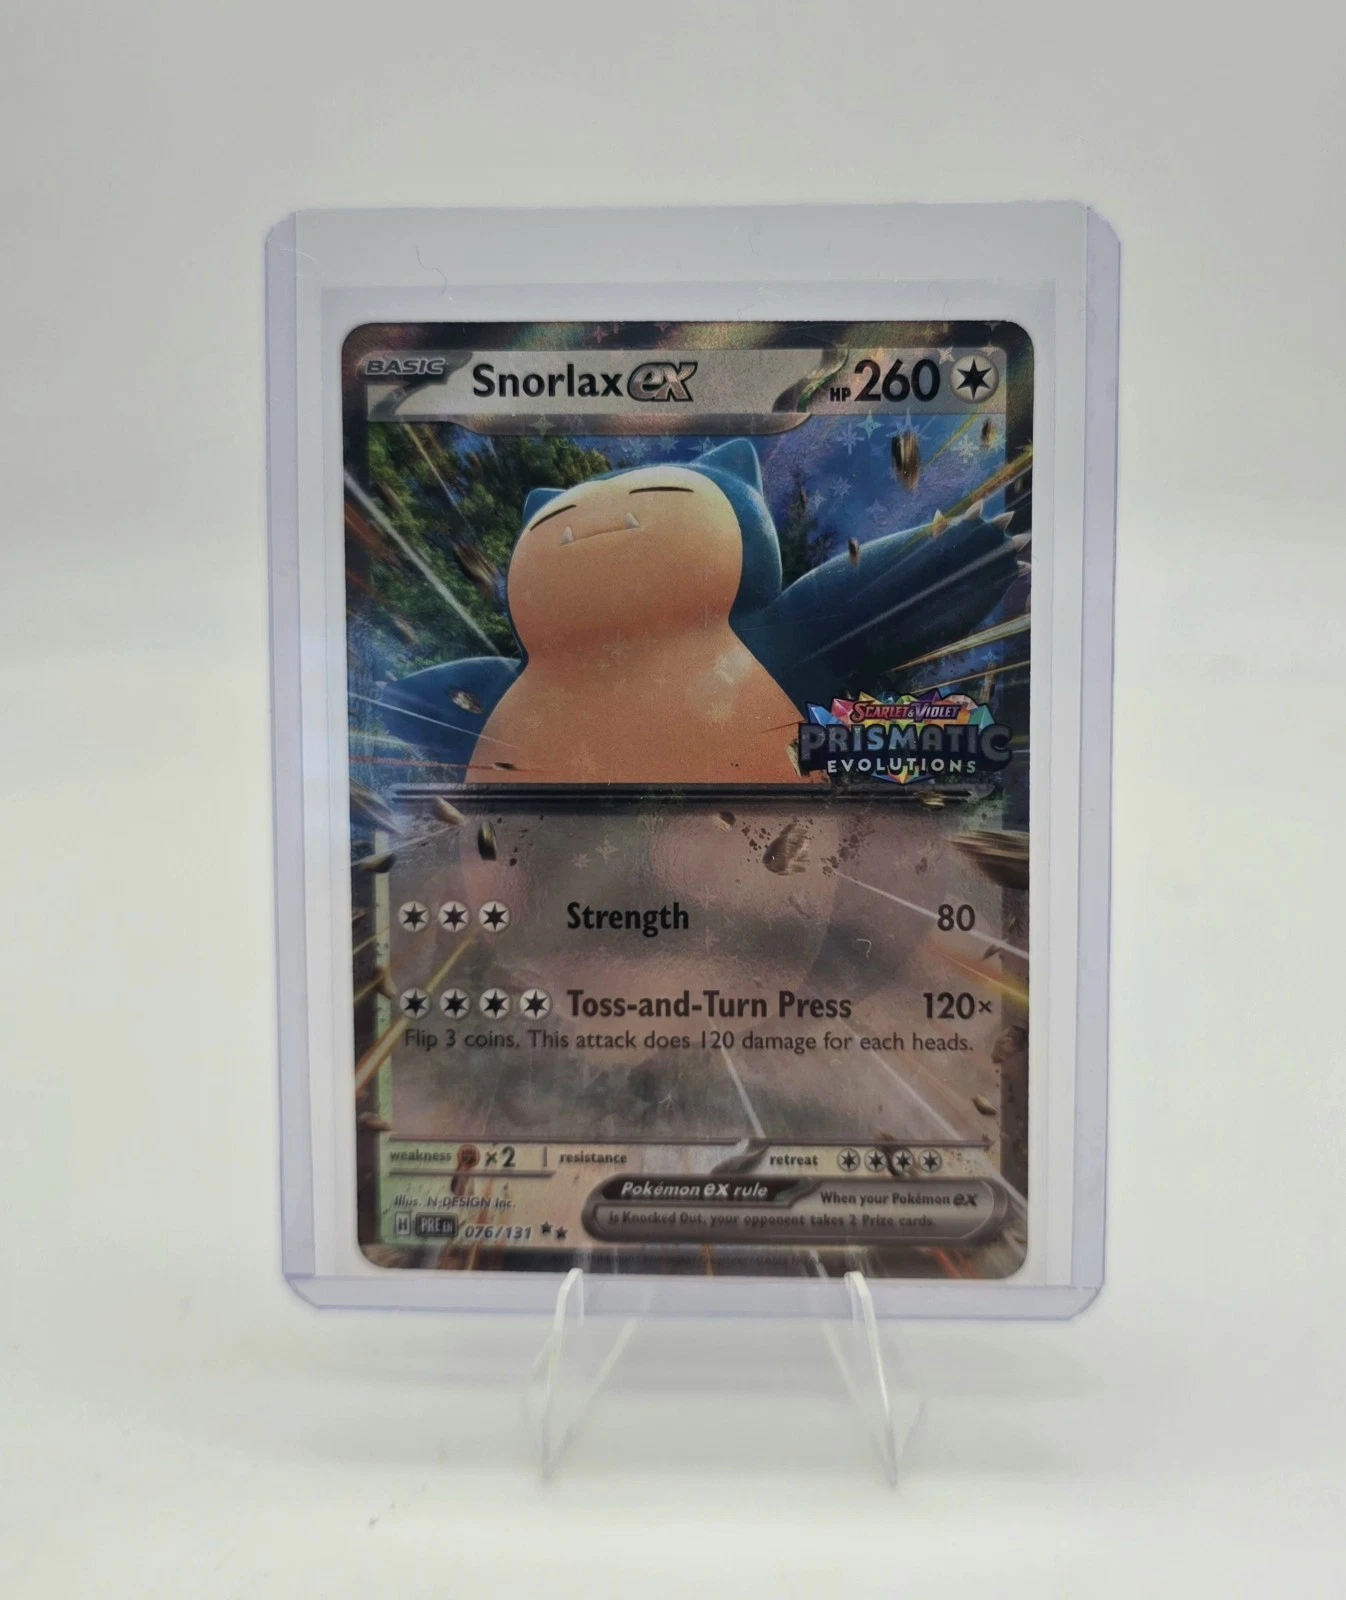 BASIC
Snorlax ex HP 260
SCARLET & VIOLET
PRISMATIC
EVOLUTIONS
Strength 80
Toss-and-Turn Press 120×
Flip 3 coins. This attack does 120 damage for each heads.
weakness ×2 resistance retreat
Illus. N-DESIGN Inc.
H PRE EN 076/131
Pokémon ex rule When your Pokémon ex
is Knocked Out, your opponent takes 2 Prize cards.